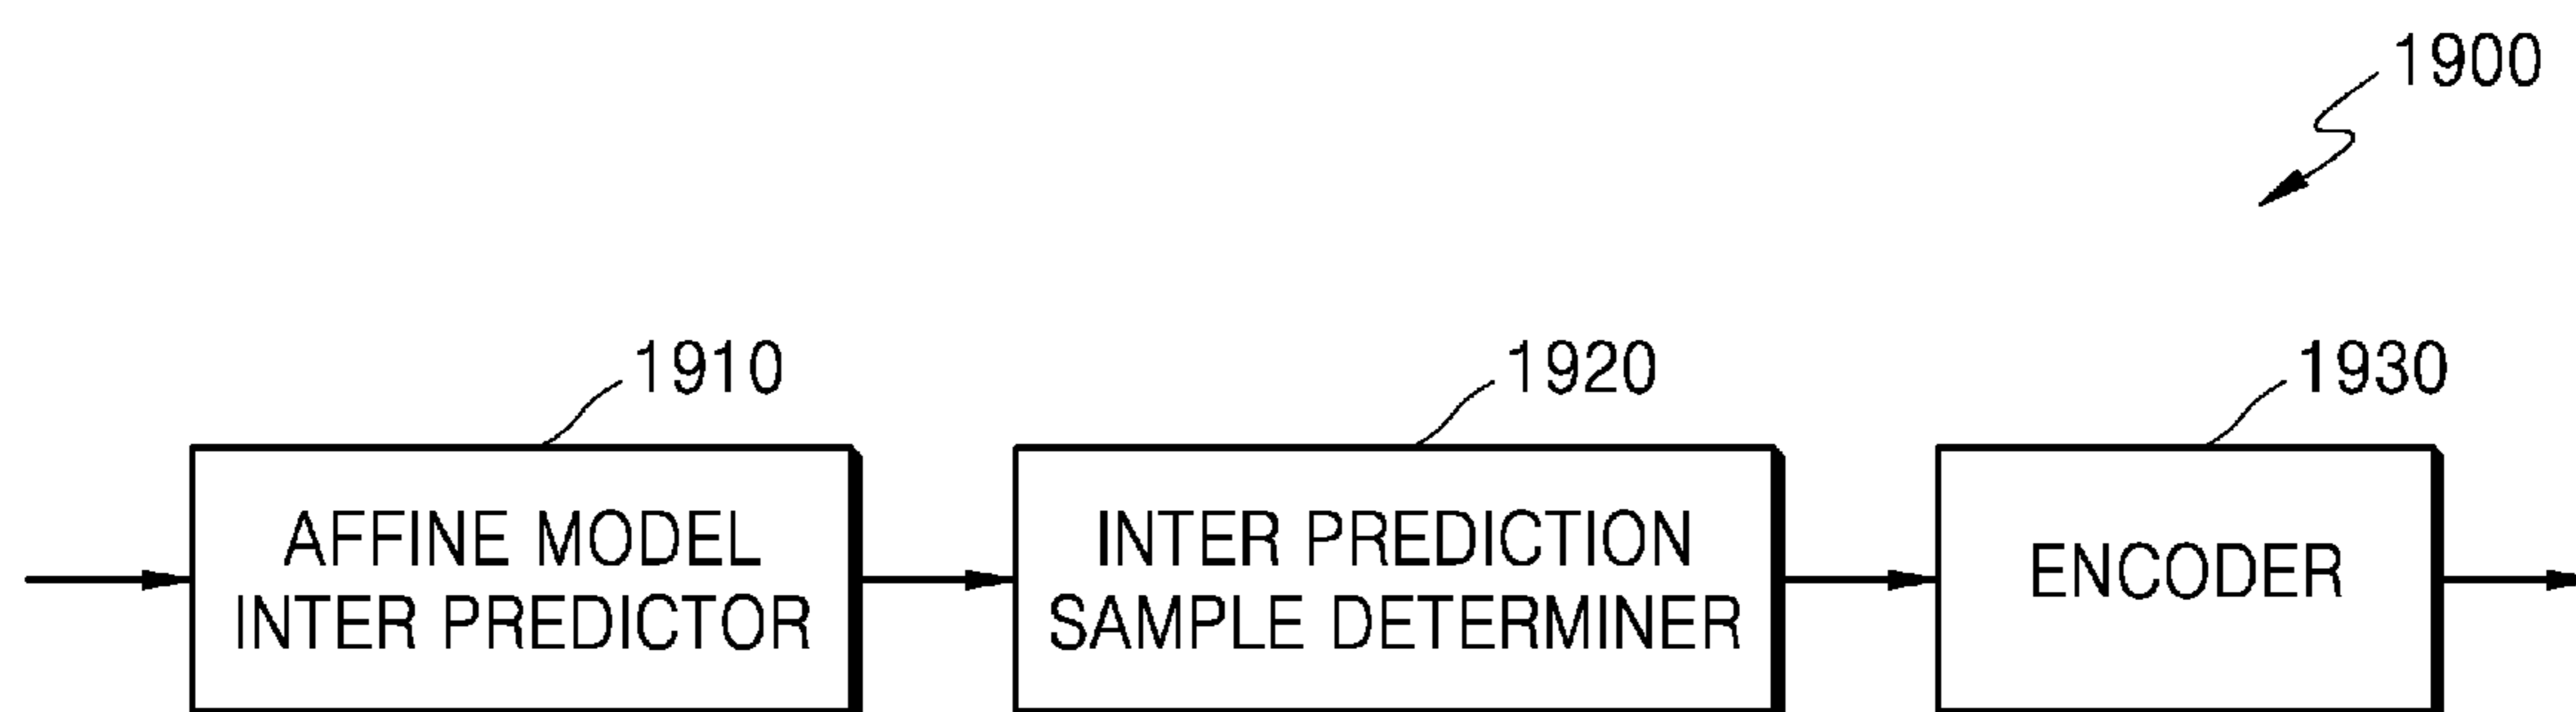 1900
1910
1920
1930
AFFINE MODEL
INTER PREDICTOR
INTER PREDICTION
SAMPLE DETERMINER
ENCODER